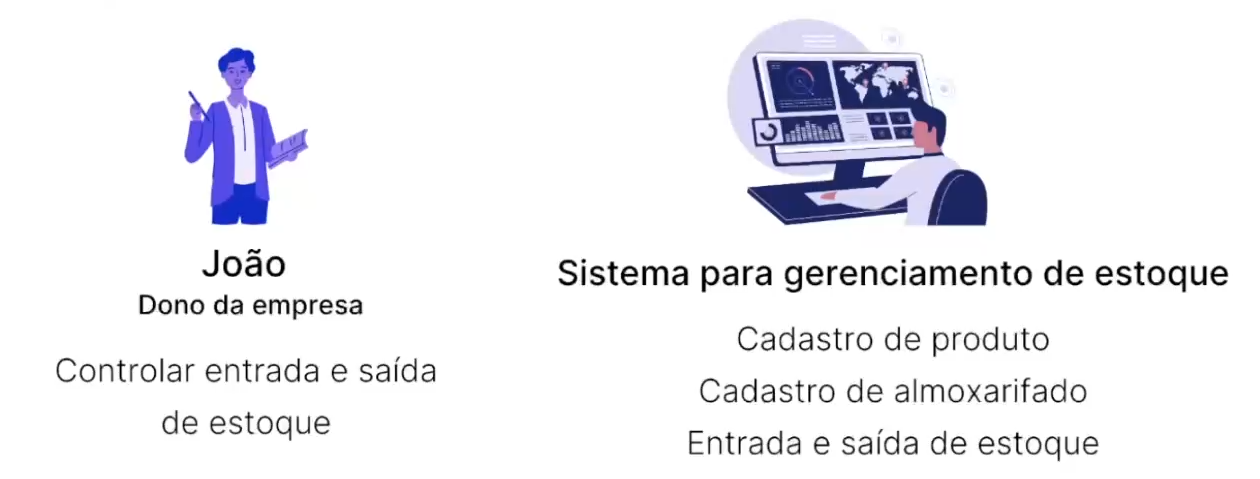 João
Dono da empresa
Controlar entrada e saída
de estoque
Sistema para gerenciamento de estoque
Cadastro de produto
Cadastro de almoxarifado
Entrada e saída de estoque